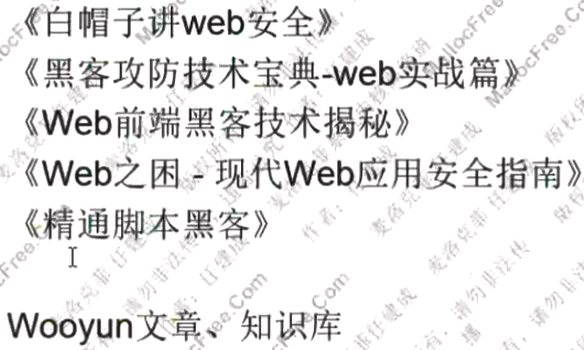 《白帽子讲web安全》
《黑客攻防技术宝典-web实战篇》
《Web前端黑客技术揭秘》
《Web之困 - 现代Web应用安全指南》
《精通脚本黑客》
Wooyun文章、知识库